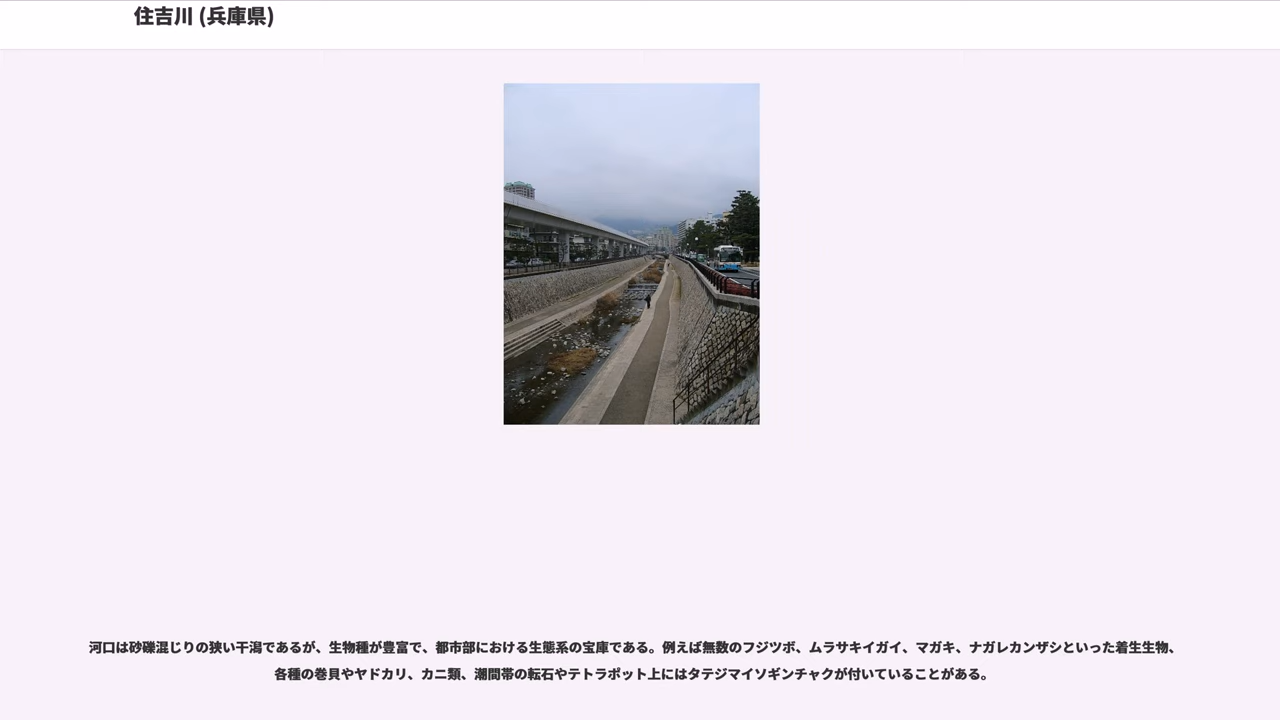 住吉川 (兵庫県)
河口は砂礫混じりの狭い干潟であるが、生物種が豊富で、都市部における生態系の宝庫である。例えば無数のフジツボ、ムラサキイガイ、マガキ、ナガレカンザシといった着生生物、
各種の巻貝やヤドカリ、カニ類、潮間帯の転石やテトラポット上にはタテジマイソギンチャクが付いていることがある。